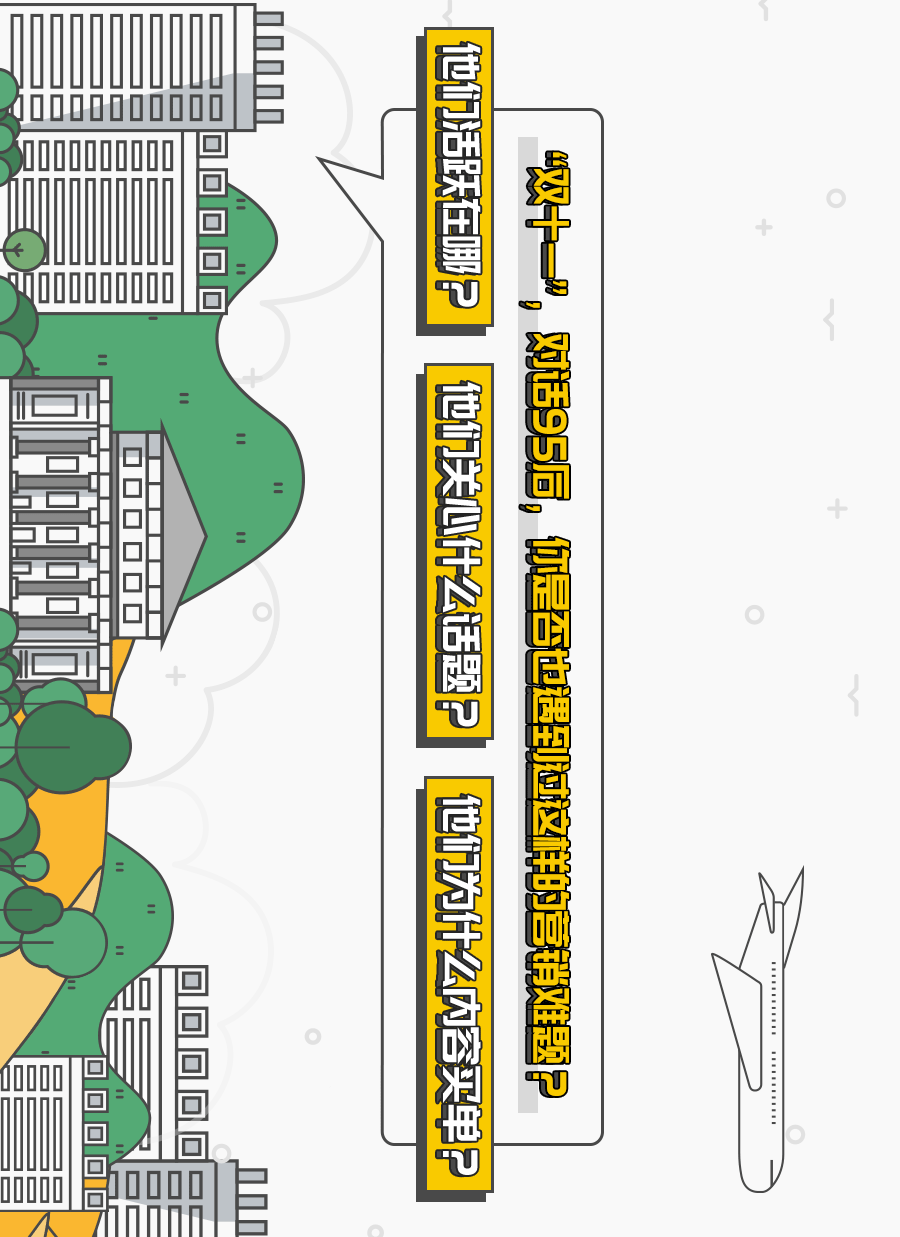 “双十一”，对话95后，你是否也遇到过这样的营销难题？
他们活跃在哪？
他们关心什么话题？
他们为什么内容买单？